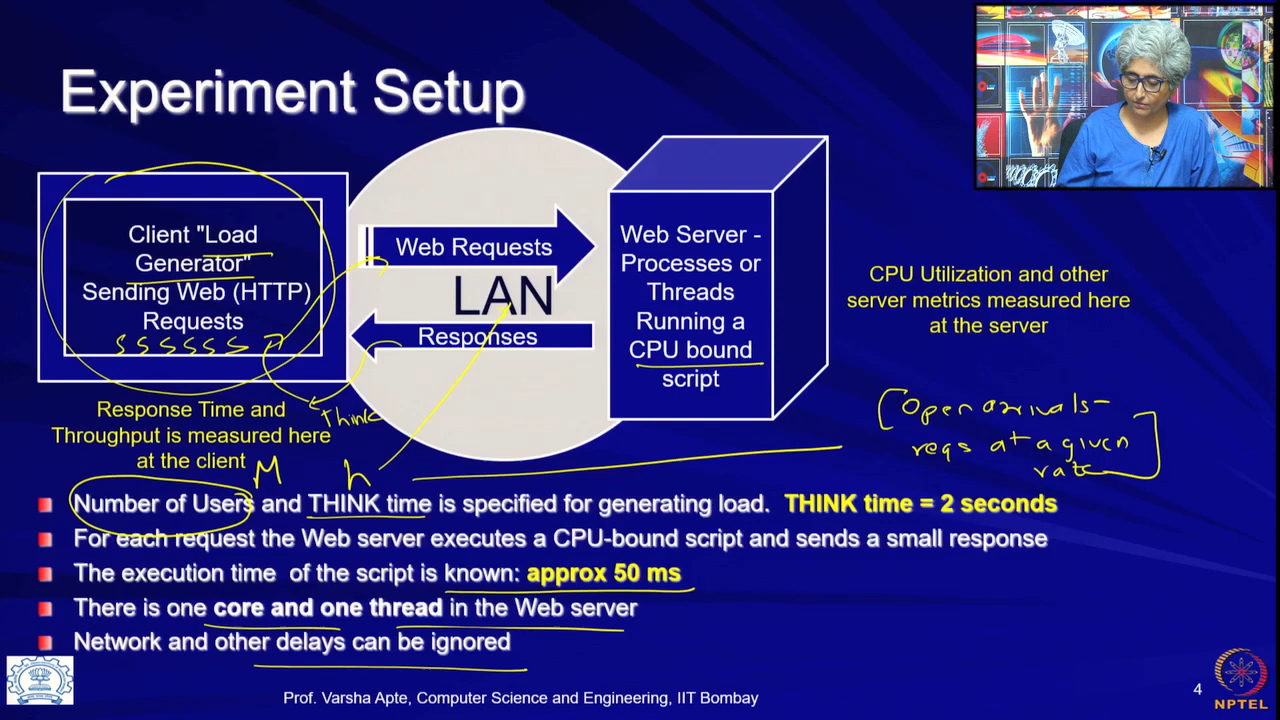 Experiment Setup
Client "Load
Generator"
Sending Web (HTTP)
Requests
Web Requests
LAN
Responses
Web Server -
Processes or
Threads
Running a
CPU bound
script
CPU Utilization and other
server metrics measured here
at the server
Think
Response Time and
Throughput is measured here
at the client
M
h
[Open arrivals -
reqs at a given
rate]
Number of Users and THINK time is specified for generating load. THINK time = 2 seconds
For each request the Web server executes a CPU-bound script and sends a small response
The execution time of the script is known: approx 50 ms
There is one core and one thread in the Web server
Network and other delays can be ignored
Prof. Varsha Apte, Computer Science and Engineering, IIT Bombay
4
NPTEL